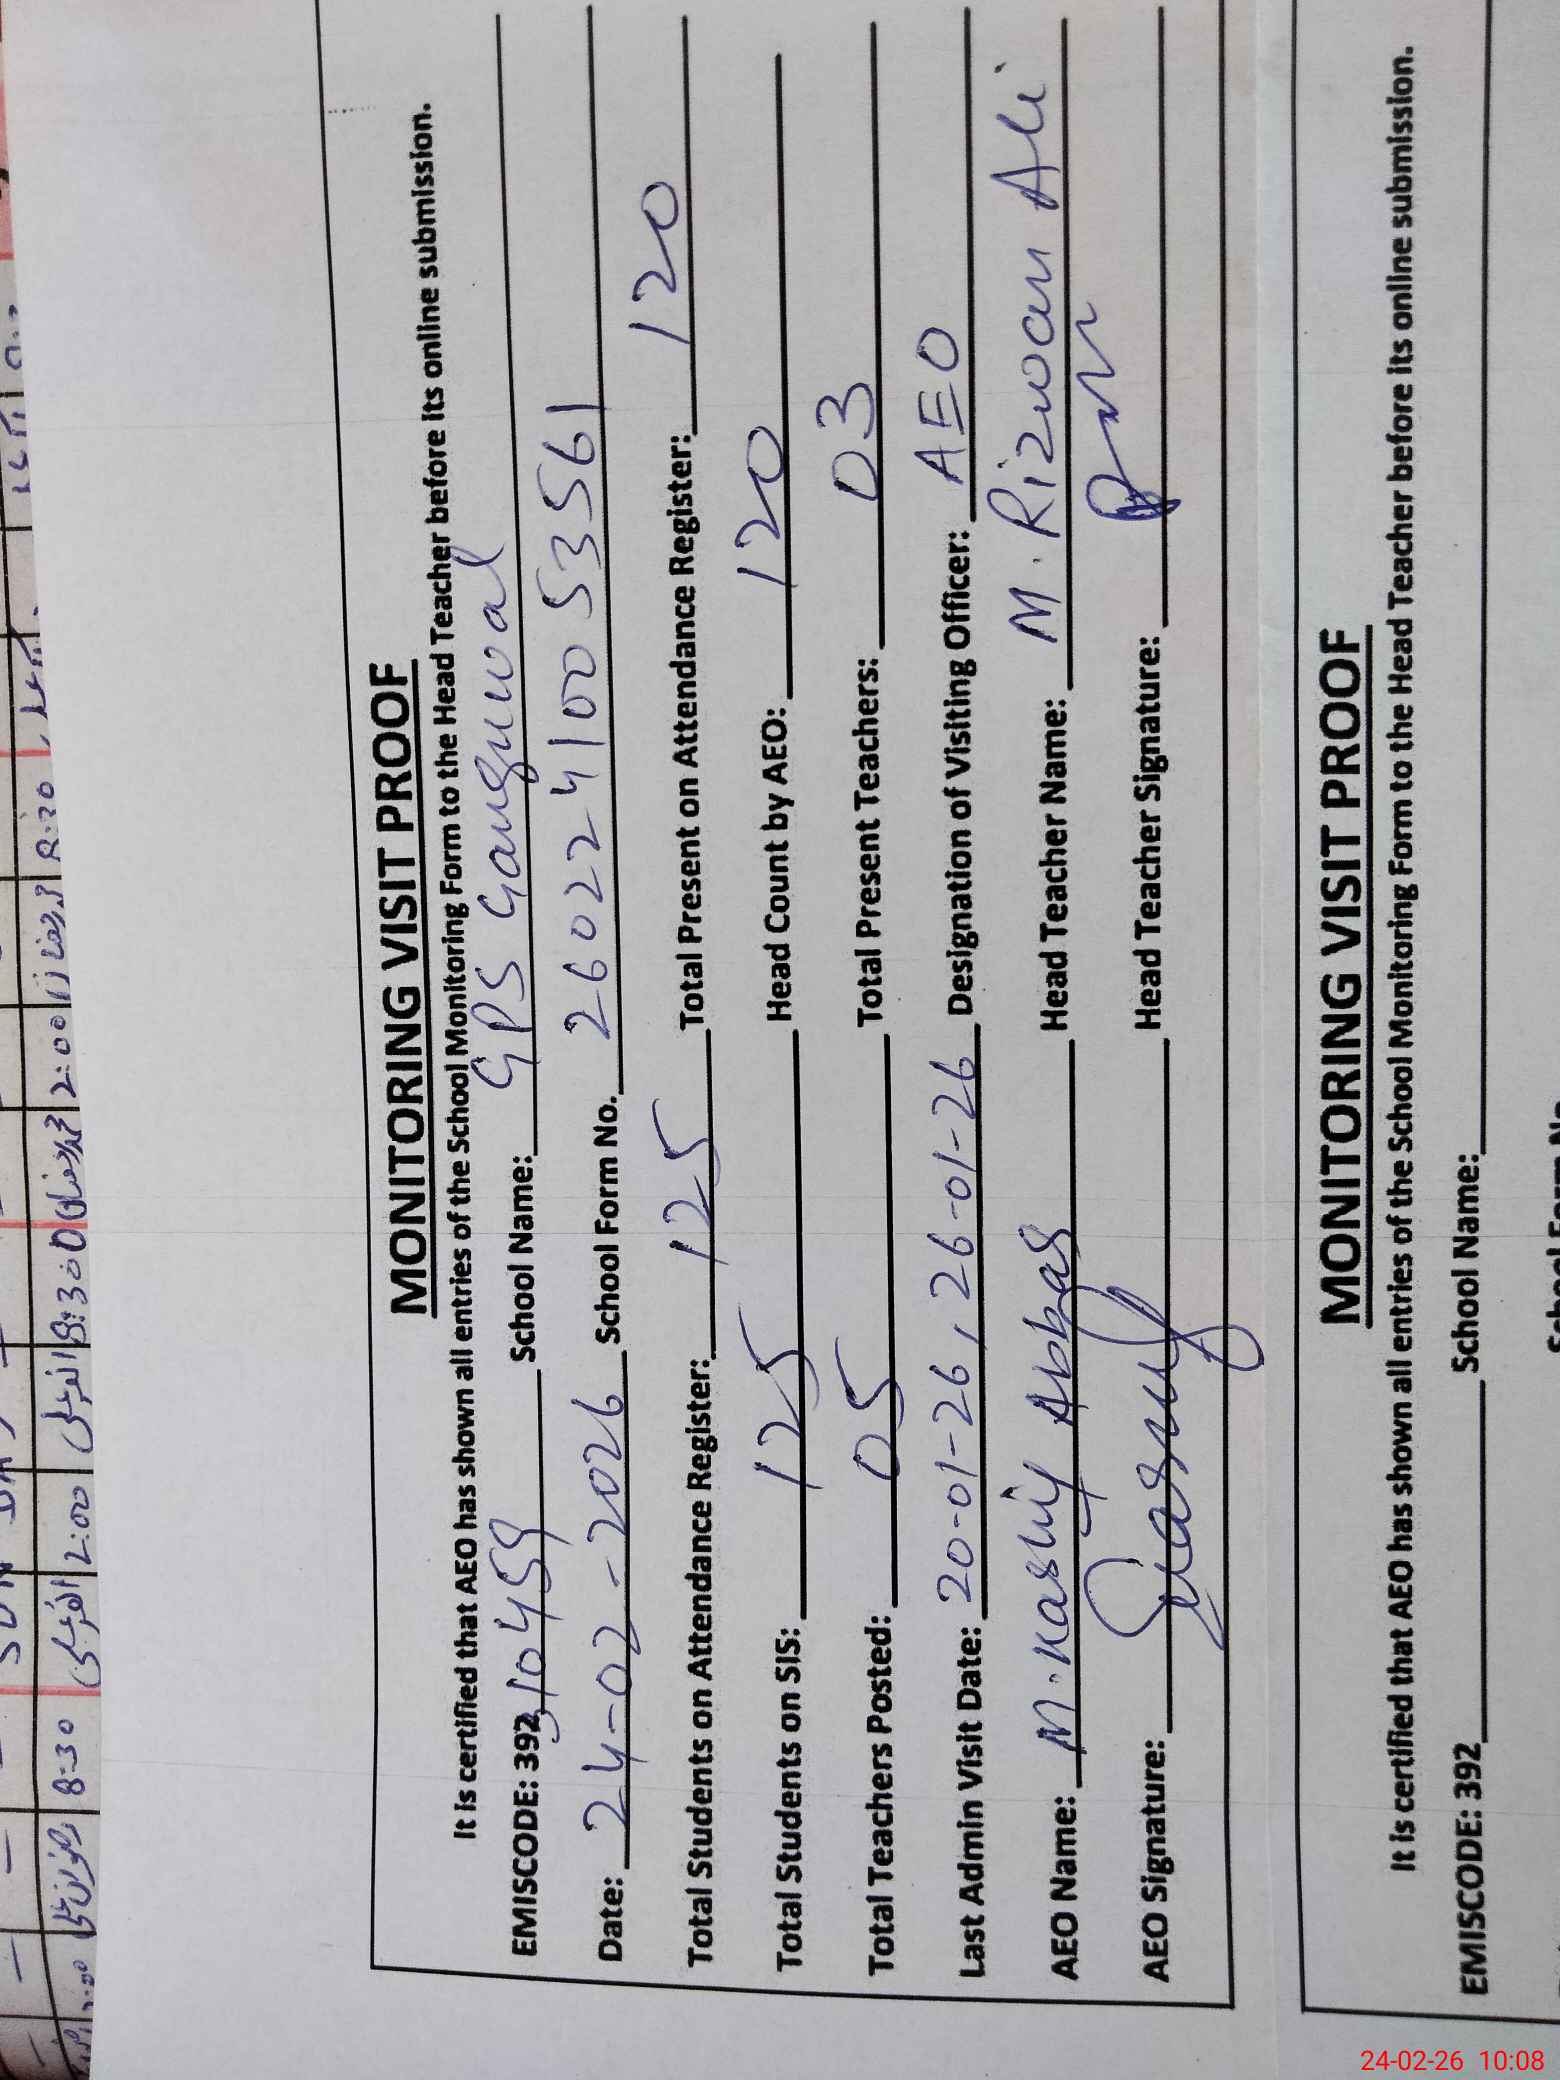 MONITORING VISIT PROOF
It is certified that AEO has shown all entries of the School Monitoring Form to the Head Teacher before its online submission.
EMISCODE: 392 310459 School Name: GPS Ganguwal
Date: 24-02-2026 School Form No. 26022410053561
Total Students on Attendance Register: 125 Total Present on Attendance Register: 120
Total Students on SIS: 125 Head Count by AEO: 120
Total Teachers Posted: 05 Total Present Teachers: 03
Last Admin Visit Date: 20-01-26, 26-01-26 Designation of Visiting Officer: AEO
AEO Name: M. Kashif Abbas Head Teacher Name: M. Rizwan Ali
AEO Signature: Head Teacher Signature:
MONITORING VISIT PROOF
It is certified that AEO has shown all entries of the School Monitoring Form to the Head Teacher before its online submission.
EMISCODE: 392 School Name:
School Form No
24-02-26 10:08